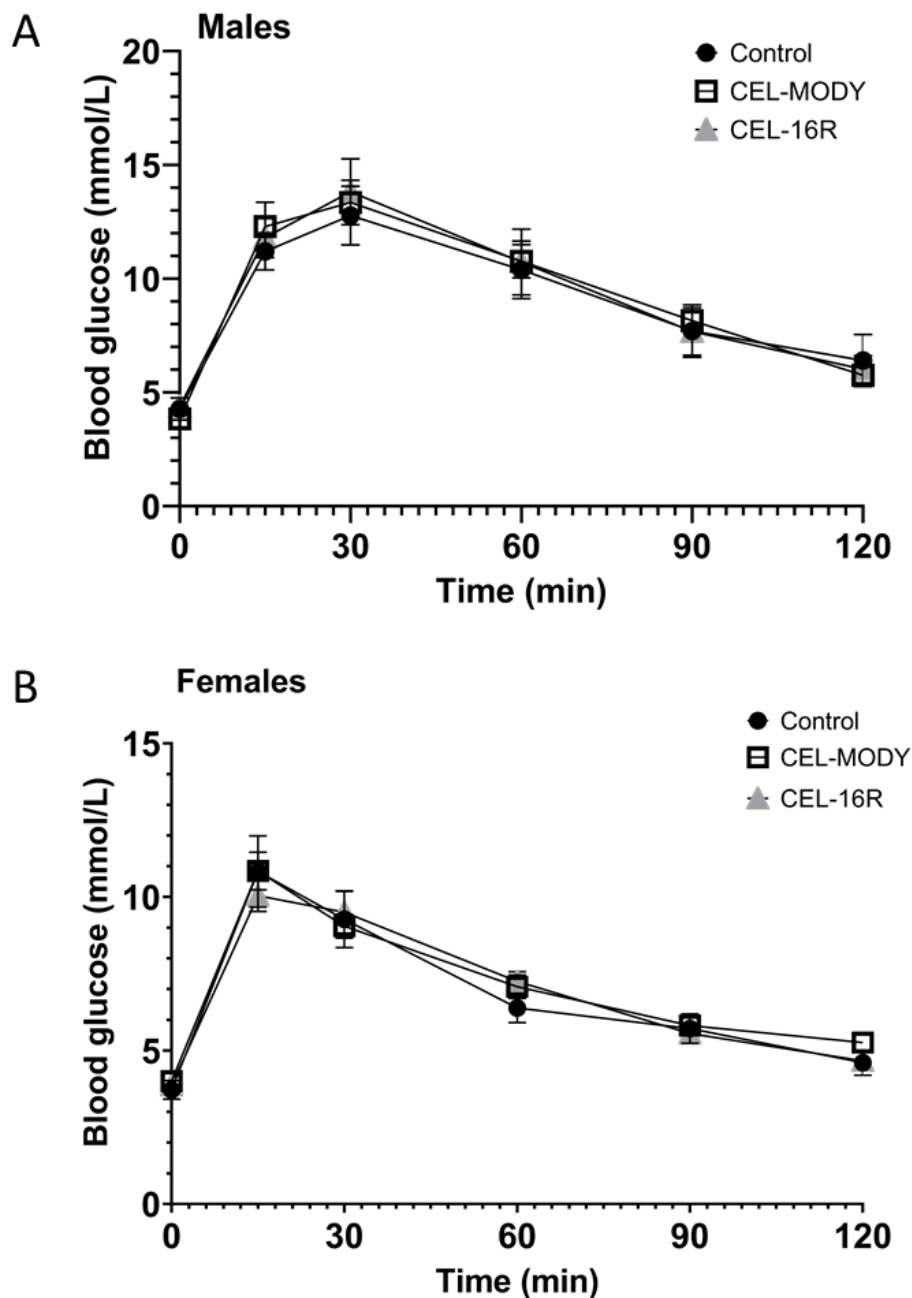 A
Males
Control
CEL-MODY
CEL-16R
Blood glucose (mmol/L)
20
15
10
5
0
0 30 60 90 120
Time (min)
B
Females
Control
CEL-MODY
CEL-16R
Blood glucose (mmol/L)
15
10
5
0
0 30 60 90 120
Time (min)